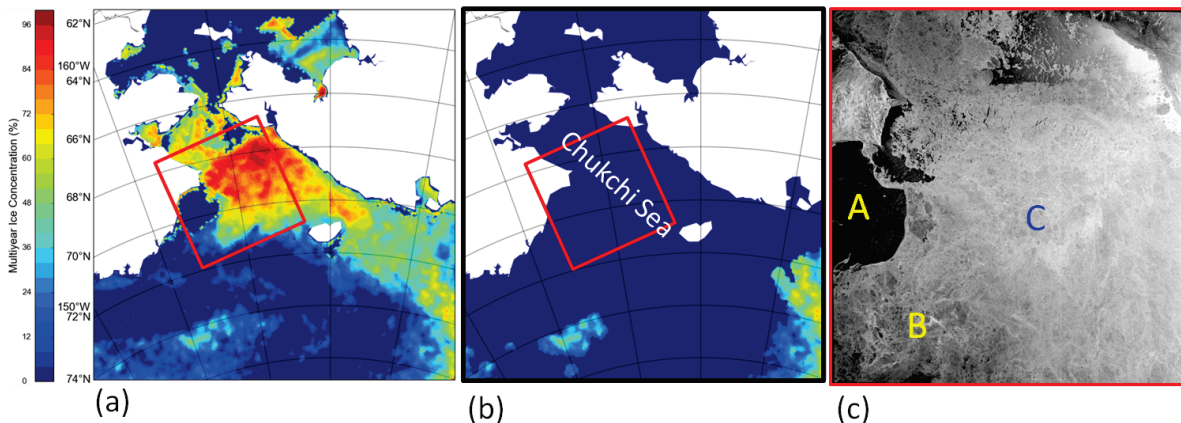 Multiyear Ice Concentration (%)
96
84
72
60
48
36
24
12
0
62°N
160°W
64°N
66°N
68°N
70°N
150°W
72°N
74°N
Chukchi Sea
A
B
C
(a)
(b)
(c)